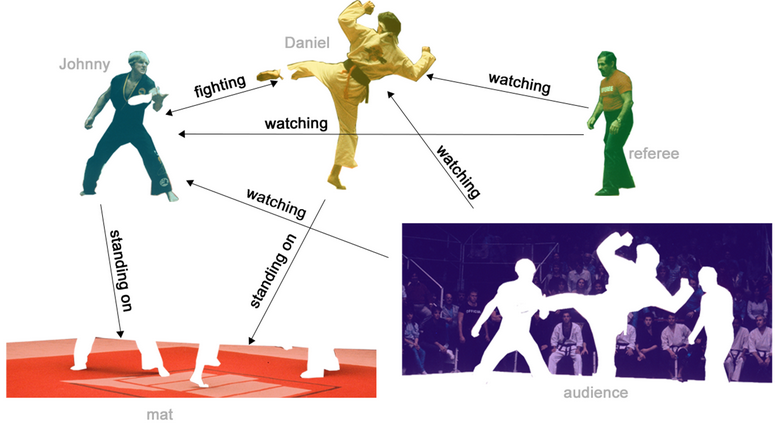 Daniel
Johnny
fighting
watching
watching
referee
watching
watching
standing on
standing on
audience
mat